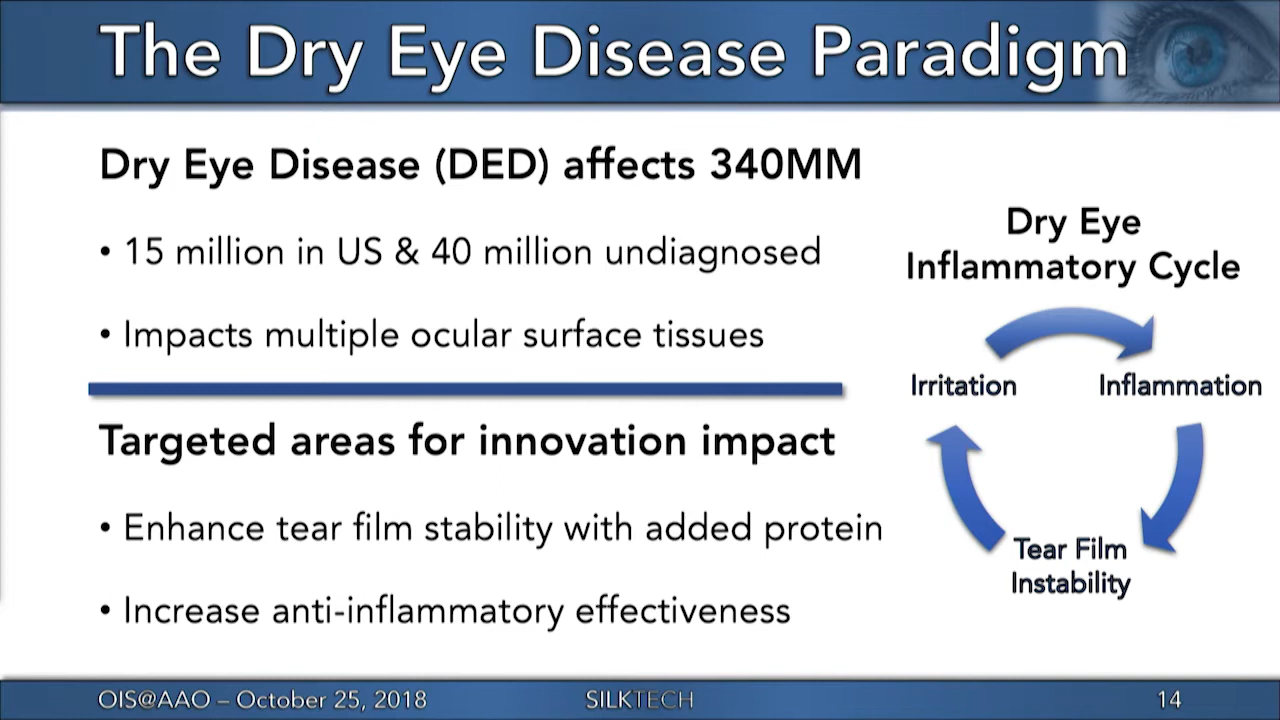 The Dry Eye Disease Paradigm
Dry Eye Disease (DED) affects 340MM
• 15 million in US & 40 million undiagnosed
• Impacts multiple ocular surface tissues
Targeted areas for innovation impact
• Enhance tear film stability with added protein
• Increase anti-inflammatory effectiveness
Dry Eye
Inflammatory Cycle
Irritation
Inflammation
Tear Film
Instability
OIS@AAO – October 25, 2018
SILKTECH
14